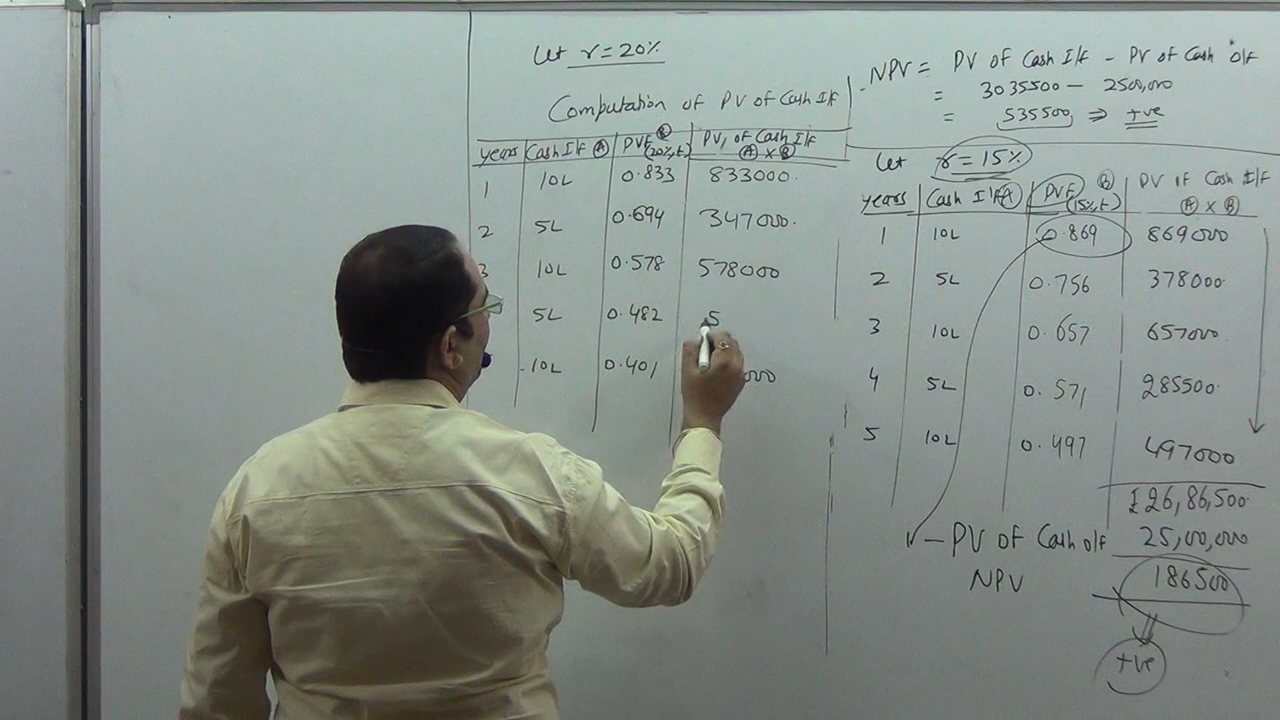 Let r = 20%
Computation of PV of Cash I/f
years Cash I/f (A) PVF (B) (20%, t) PV, of Cash I/f (A) x (B)
1 10L 0.833 833000.
2 5L 0.694 347000.
3 10L 0.578 578000
5L 0.482 5
10L 0.401 000
NPV = PV of Cash I/f - PV of Cash o/f
= 3035500 - 2500,000
= 535500 ⇒ +ve
Let r = 15%
years Cash I/f (A) PVF (B) (15%, t) PV of Cash I/f (A) x (B)
1 10L 0.869 869000
2 5L 0.756 378000
3 10L 0.657 657000
4 5L 0.571 285500.
5 10L 0.497 497000
26,86,500.
- PV of Cash o/f 25,00,000
NPV 186500
+ve